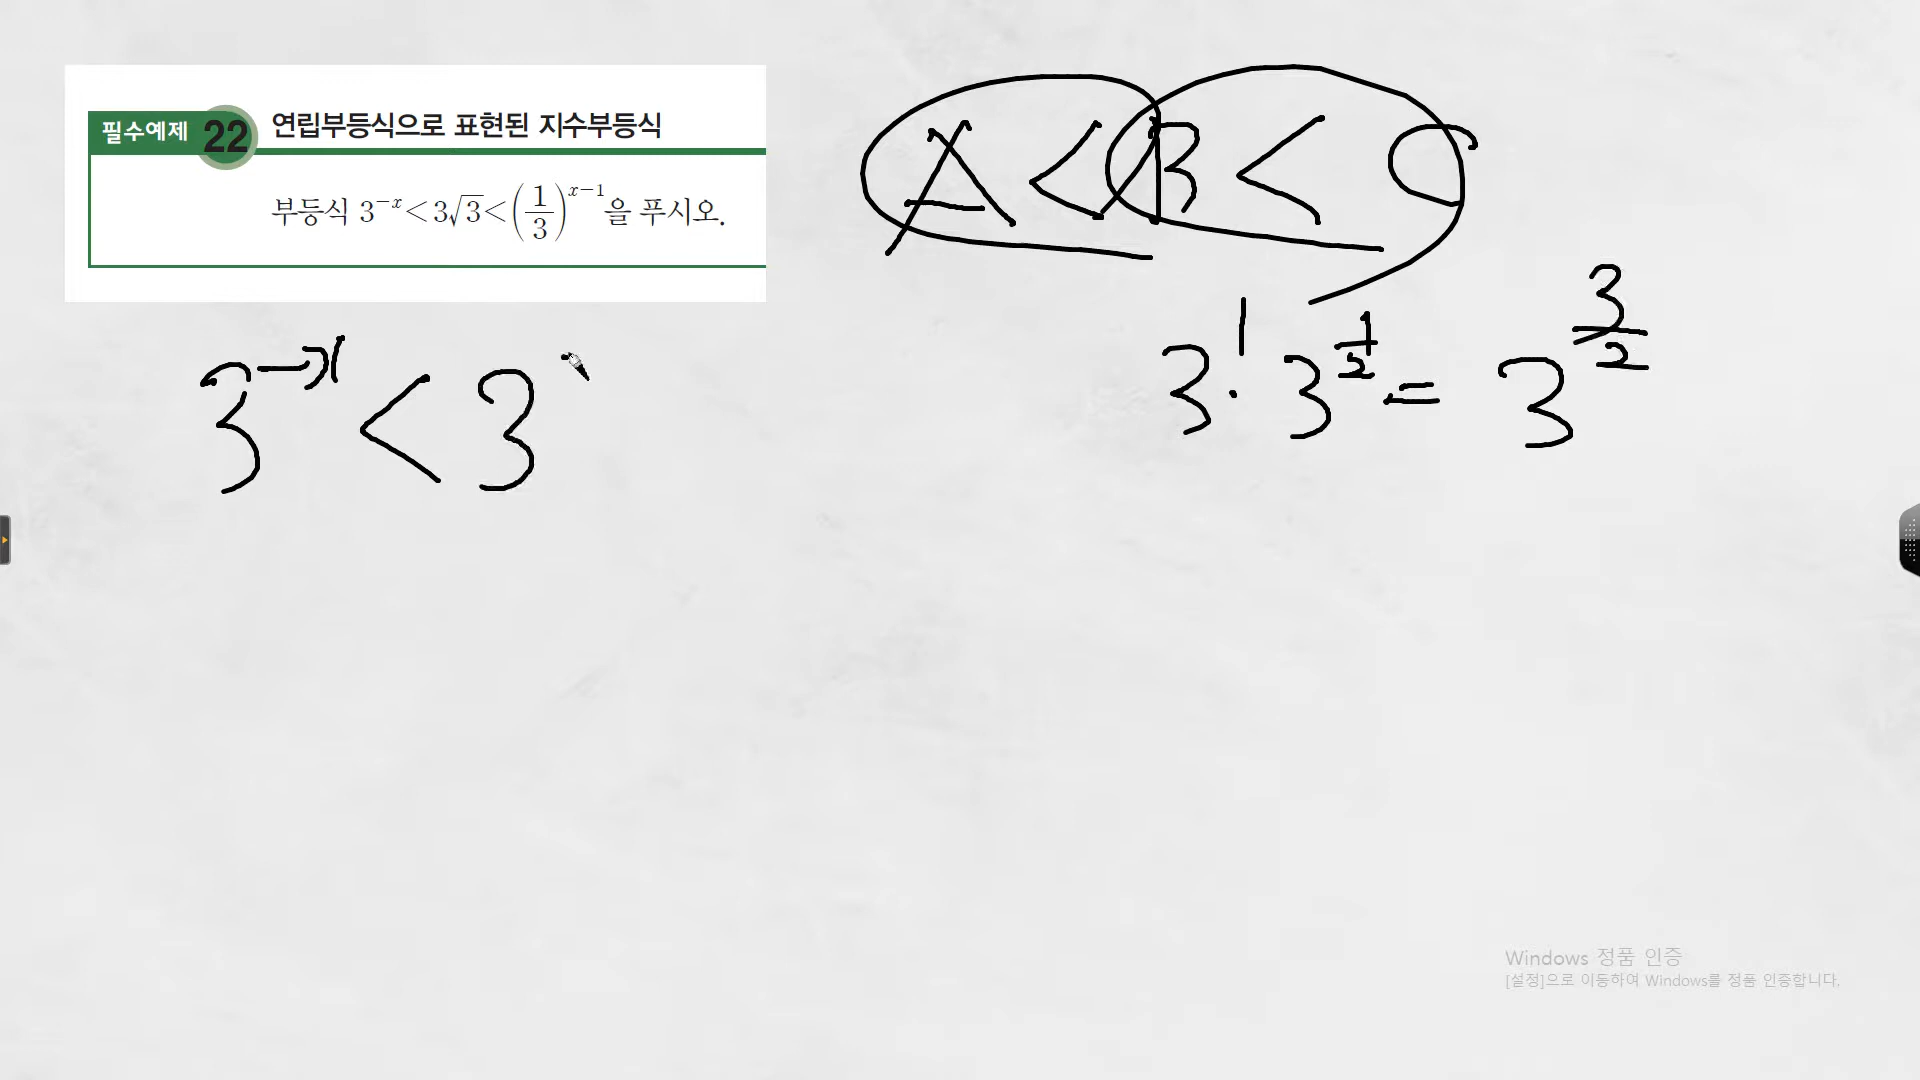 필수예제 22 연립부등식으로 표현된 지수부등식
부등식 3^{-x}<3√3<(1/3)^{x-1}을 푸시오.
A < B < C
3^{-x} < 3
3^1 · 3^{1/2} = 3^{3/2}
Windows 정품 인증
[설정]으로 이동하여 Windows를 정품 인증합니다.